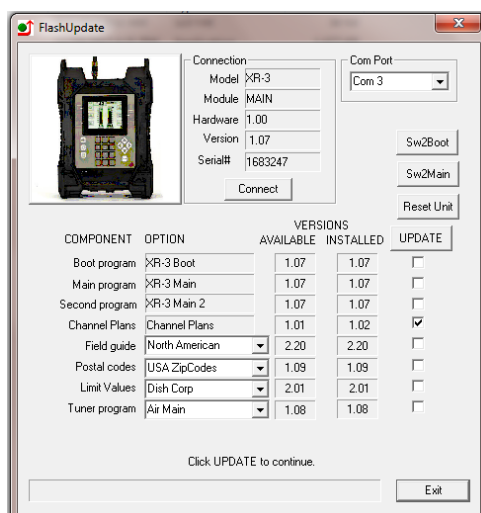 FlashUpdate
Connection
Model XR-3
Module MAIN
Hardware 1.00
Version 1.07
Serial# 1683247
Connect
Com Port
Com 3
Sw2Boot
Sw2Main
Reset Unit
VERSIONS
COMPONENT OPTION AVAILABLE INSTALLED UPDATE
Boot program XR-3 Boot 1.07 1.07
Main program XR-3 Main 1.07 1.07
Second program XR-3 Main 2 1.07 1.07
Channel Plans Channel Plans 1.01 1.02
Field guide North American 2.20 2.20
Postal codes USA ZipCodes 1.09 1.09
Limit Values Dish Corp 2.01 2.01
Tuner program Air Main 1.08 1.08
Click UPDATE to continue.
Exit